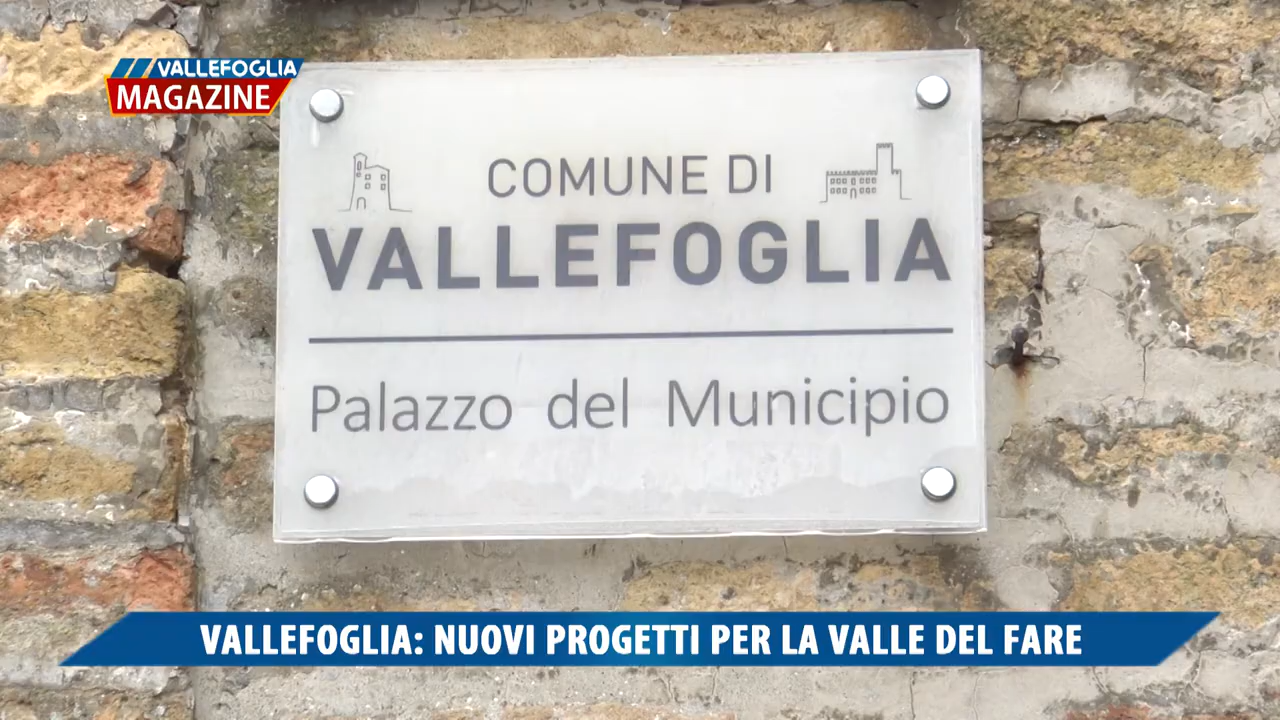 VALLEFOGLIA
MAGAZINE
COMUNE DI
VALLEFOGLIA
Palazzo del Municipio
VALLEFOGLIA: NUOVI PROGETTI PER LA VALLE DEL FARE